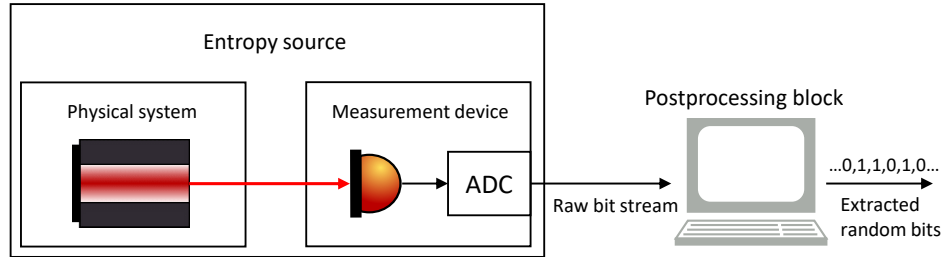 Entropy source
Physical system
Measurement device
ADC
Raw bit stream
Postprocessing block
...0,1,1,0,1,0...
Extracted
random bits